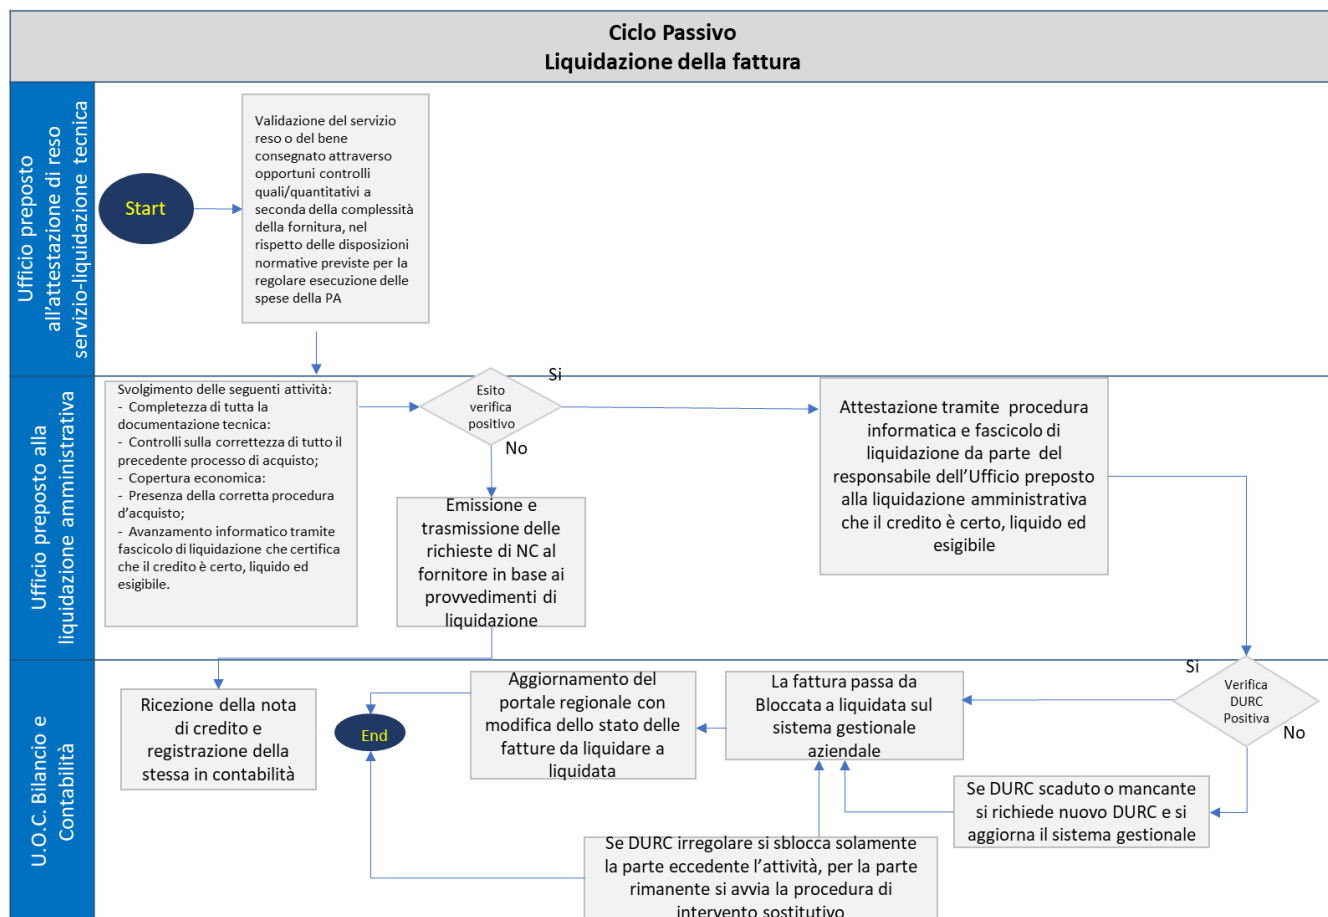 Ciclo Passivo
Liquidazione della fattura
Ufficio preposto
all'attestazione di reso
servizio-liquidazione tecnica
Start
Validazione del servizio
reso o del bene
consegnato attraverso
opportuni controlli
quali/quantitativi a
seconda della complessità
della fornitura, nel
rispetto delle disposizioni
normative previste per la
regolare esecuzione delle
spese della PA
Ufficio preposto alla
liquidazione amministrativa
Svolgimento delle seguenti attività:
- Completezza di tutta la
documentazione tecnica:
- Controlli sulla correttezza di tutto il
precedente processo di acquisto;
- Copertura economica:
- Presenza della corretta procedura
d'acquisto;
- Avanzamento informatico tramite
fascicolo di liquidazione che certifica
che il credito è certo, liquido ed
esigibile.
Esito
verifica
positivo
Si
No
Emissione e
trasmissione delle
richieste di NC al
fornitore in base ai
provvedimenti di
liquidazione
Attestazione tramite procedura
informatica e fascicolo di
liquidazione da parte del
responsabile dell'Ufficio preposto
alla liquidazione amministrativa
che il credito è certo, liquido ed
esigibile
U.O.C. Bilancio e
Contabilità
Ricezione della nota
di credito e
registrazione della
stessa in contabilità
End
Aggiornamento del
portale regionale con
modifica dello stato delle
fatture da liquidare a
liquidata
La fattura passa da
Bloccata a liquidata sul
sistema gestionale
aziendale
Si
Verifica
DURC
Positiva
No
Se DURC scaduto o mancante
si richiede nuovo DURC e si
aggiorna il sistema gestionale
Se DURC irregolare si sblocca solamente
la parte eccedente l'attività, per la parte
rimanente si avvia la procedura di
intervento sostitutivo